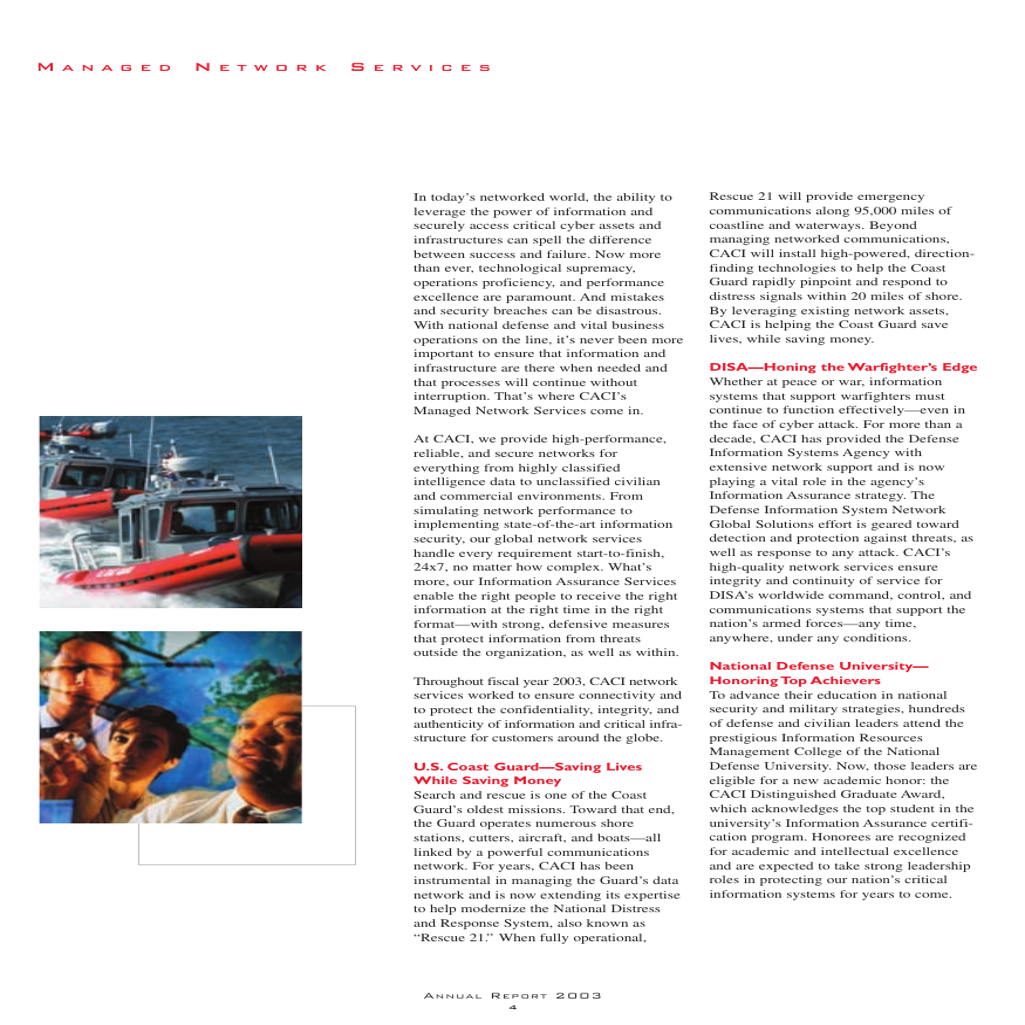 MANAGED NETWORK SERVICES
In today's networked world, the ability to
leverage the power of information and
securely access critical cyber assets and
infrastructures can spell the difference
between success and failure. Now more
than ever, technological supremacy,
operations proficiency, and performance
excellence are paramount. And mistakes
and security breaches can be disastrous.
With national defense and vital business
operations on the line, it's never been more
important to ensure that information and
infrastructure are there when needed and
that processes will continue without
interruption. That's where CACI's
Managed Network Services come in.
At CACI, we provide high-performance,
reliable, and secure networks for
everything from highly classified
intelligence data to unclassified civilian
and commercial environments. From
simulating network performance to
implementing state-of-the-art information
security, our global network services
handle every requirement start-to-finish,
24x7, no matter how complex. What's
more, our Information Assurance Services
enable the right people to receive the right
information at the right time in the right
format—with strong, defensive measures
that protect information from threats
outside the organization, as well as within.
Throughout fiscal year 2003, CACI network
services worked to ensure connectivity and
to protect the confidentiality, integrity, and
authenticity of information and critical infra-
structure for customers around the globe.
U.S. Coast Guard—Saving Lives
While Saving Money
Search and rescue is one of the Coast
Guard's oldest missions. Toward that end,
the Guard operates numerous shore
stations, cutters, aircraft, and boats—all
linked by a powerful communications
network. For years, CACI has been
instrumental in managing the Guard's data
network and is now extending its expertise
to help modernize the National Distress
and Response System, also known as
"Rescue 21." When fully operational,
Rescue 21 will provide emergency
communications along 95,000 miles of
coastline and waterways. Beyond
managing networked communications,
CACI will install high-powered, direction-
finding technologies to help the Coast
Guard rapidly pinpoint and respond to
distress signals within 20 miles of shore.
By leveraging existing network assets,
CACI is helping the Coast Guard save
lives, while saving money.
DISA—Honing the Warfighter's Edge
Whether at peace or war, information
systems that support warfighters must
continue to function effectively—even in
the face of cyber attack. For more than a
decade, CACI has provided the Defense
Information Systems Agency with
extensive network support and is now
playing a vital role in the agency's
Information Assurance strategy. The
Defense Information System Network
Global Solutions effort is geared toward
detection and protection against threats, as
well as response to any attack. CACI's
high-quality network services ensure
integrity and continuity of service for
DISA's worldwide command, control, and
communications systems that support the
nation's armed forces—any time,
anywhere, under any conditions.
National Defense University—
Honoring Top Achievers
To advance their education in national
security and military strategies, hundreds
of defense and civilian leaders attend the
prestigious Information Resources
Management College of the National
Defense University. Now, those leaders are
eligible for a new academic honor: the
CACI Distinguished Graduate Award,
which acknowledges the top student in the
university's Information Assurance certifi-
cation program. Honorees are recognized
for academic and intellectual excellence
and are expected to take strong leadership
roles in protecting our nation's critical
information systems for years to come.
ANNUAL REPORT 2003
4